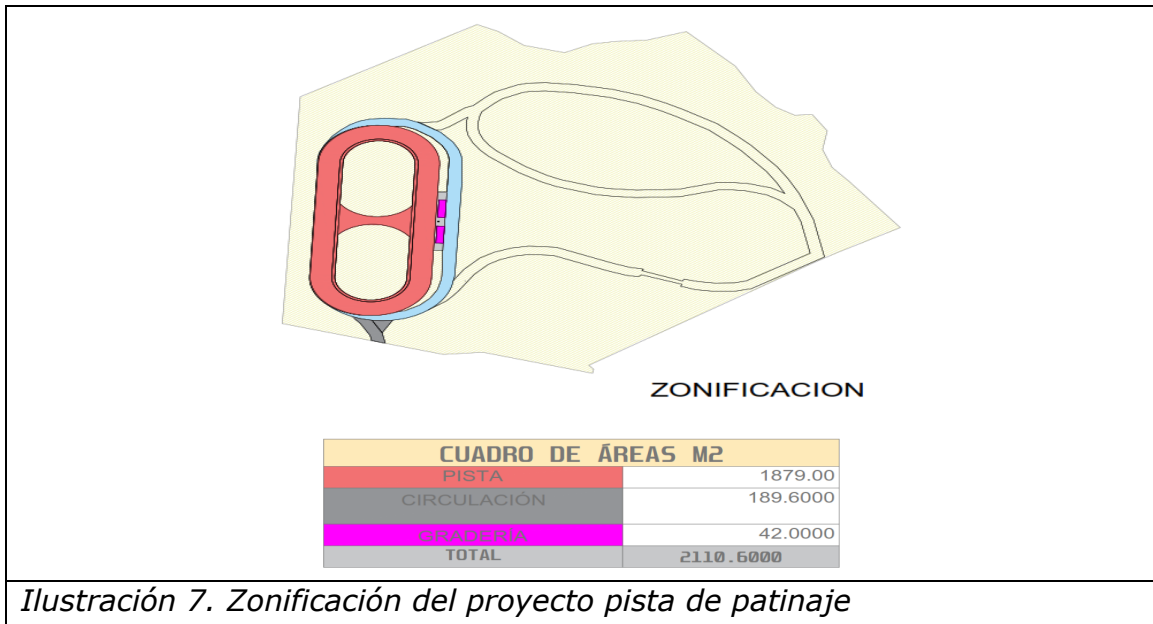 ZONIFICACION
CUADRO DE ÁREAS M2
PISTA 1879.00
CIRCULACIÓN 189.6000
GRADERÍA 42.0000
TOTAL 2110.6000
Ilustración 7. Zonificación del proyecto pista de patinaje